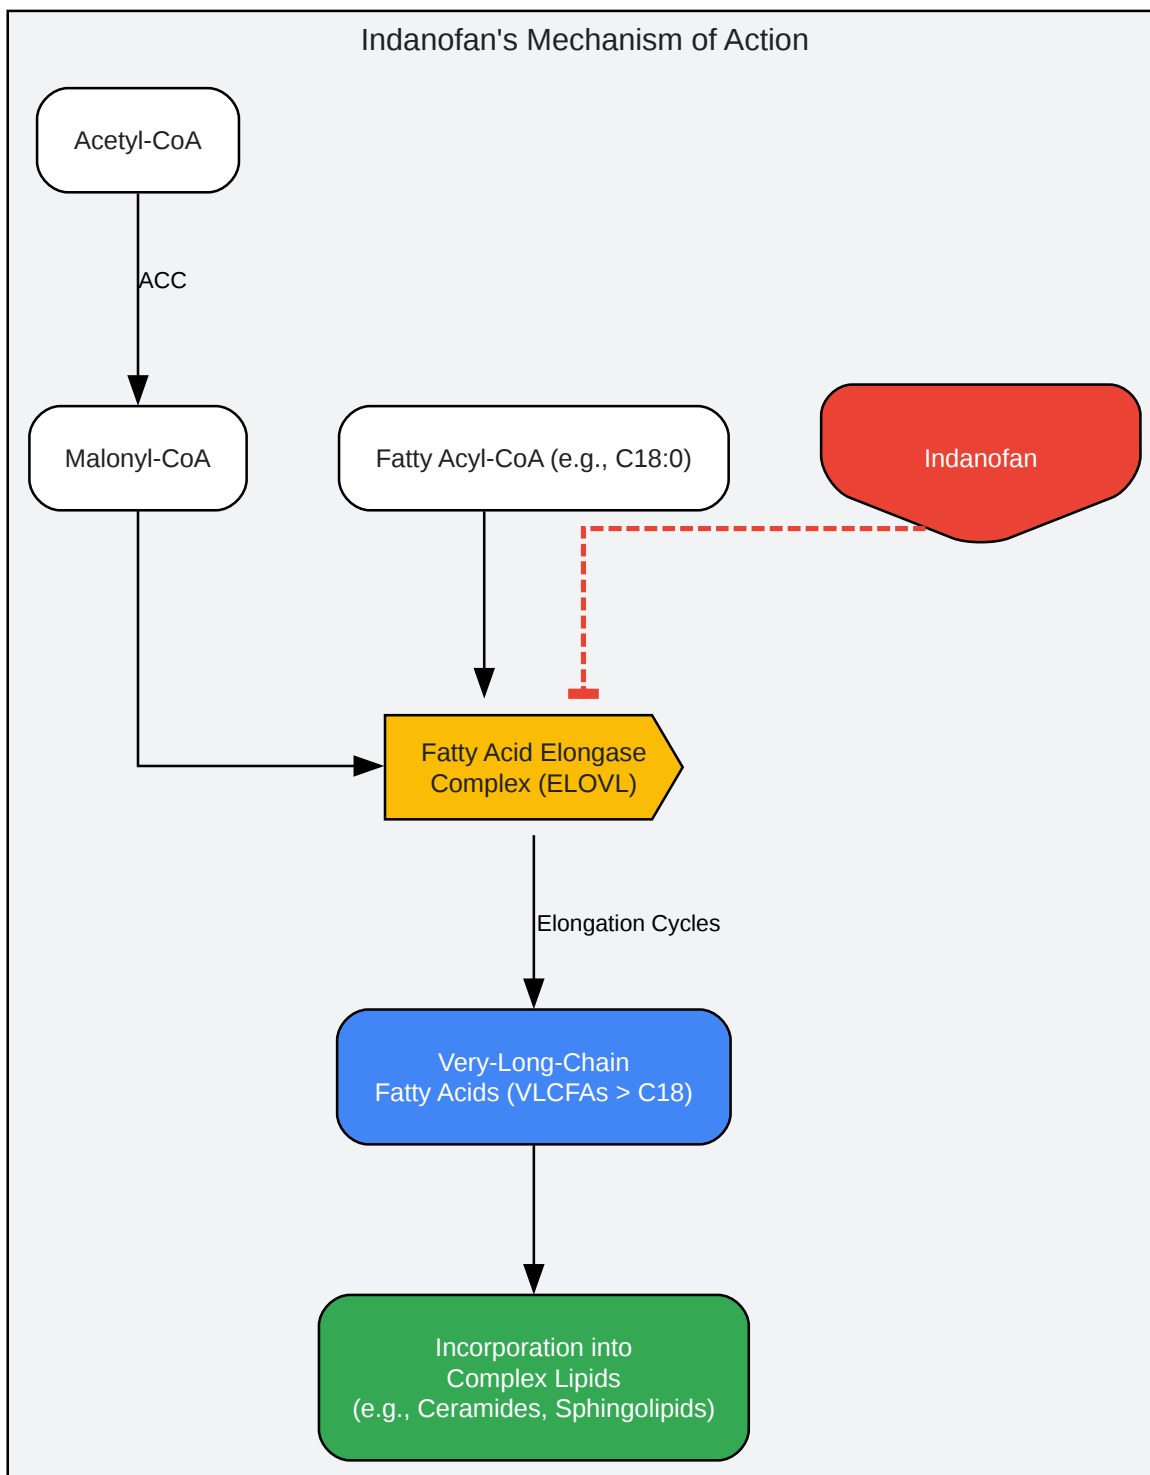 Indanofan's Mechanism of Action
Acetyl-CoA
ACC
Malonyl-CoA
Fatty Acyl-CoA (e.g., C18:0)
Indanofan
Fatty Acid Elongase
Complex (ELOVL)
Elongation Cycles
Very-Long-Chain
Fatty Acids (VLCFAs > C18)
Incorporation into
Complex Lipids
(e.g., Ceramides, Sphingolipids)